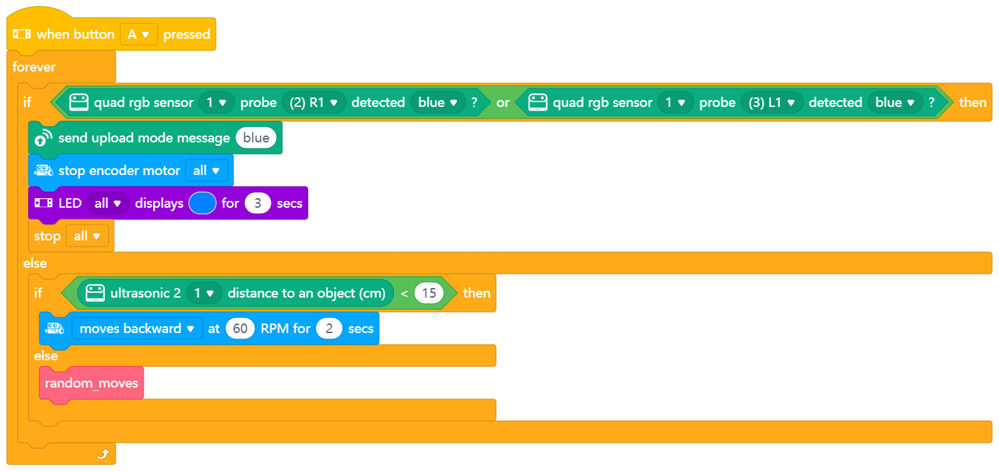 when button A pressed
forever
if quad rgb sensor 1 probe (2) R1 detected blue ? or quad rgb sensor 1 probe (3) L1 detected blue ? then
send upload mode message blue
stop encoder motor all
LED all displays for 3 secs
stop all
else
if ultrasonic 2 1 distance to an object (cm) < 15 then
moves backward at 60 RPM for 2 secs
else
random_moves